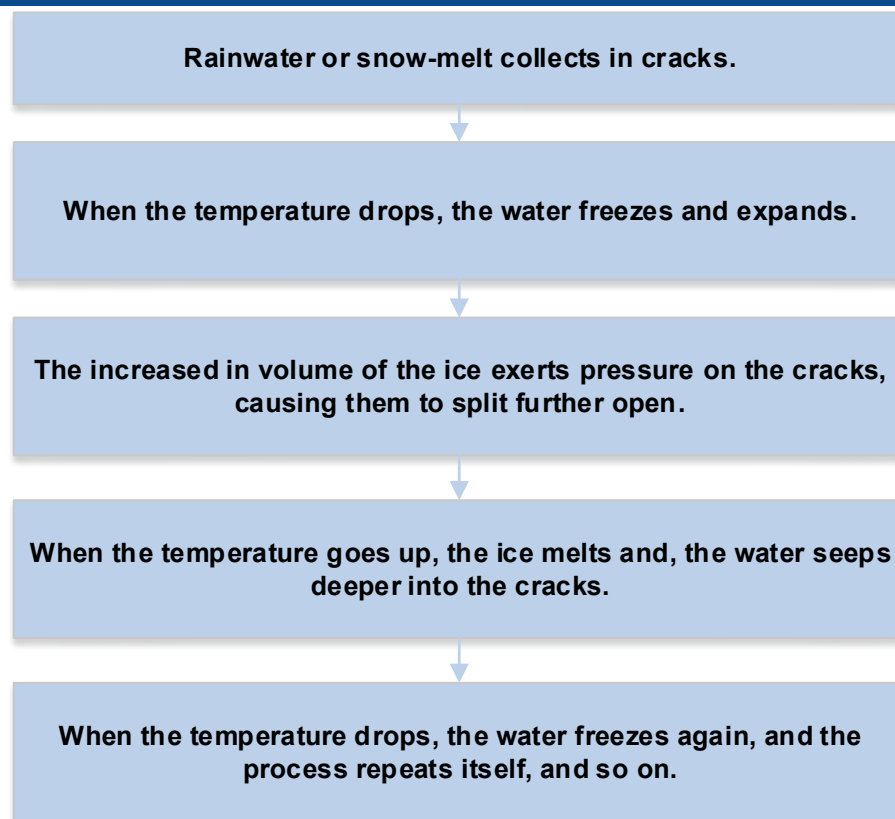 Rainwater or snow-melt collects in cracks.
When the temperature drops, the water freezes and expands.
The increased in volume of the ice exerts pressure on the cracks,
causing them to split further open.
When the temperature goes up, the ice melts and, the water seeps
deeper into the cracks.
When the temperature drops, the water freezes again, and the
process repeats itself, and so on.